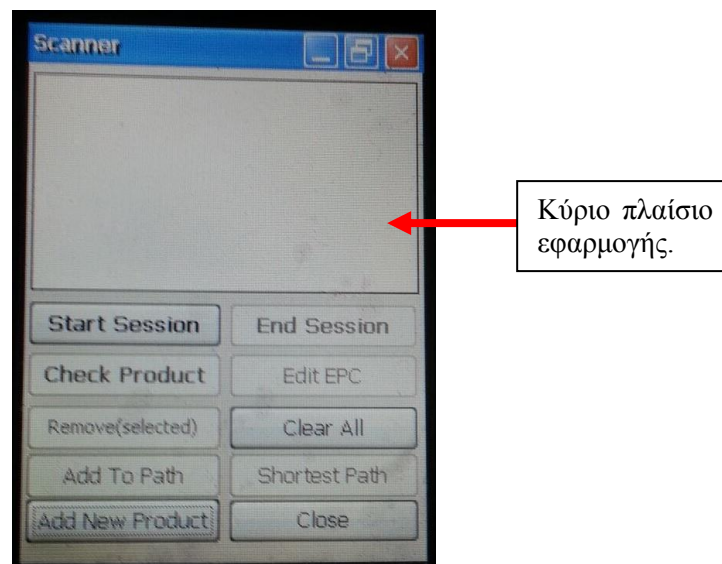 Scanner
Κύριο πλαίσιο
εφαρμογής.
Start Session
End Session
Check Product
Edit EPC
Remove(selected)
Clear All
Add To Path
Shortest Path
Add New Product
Close